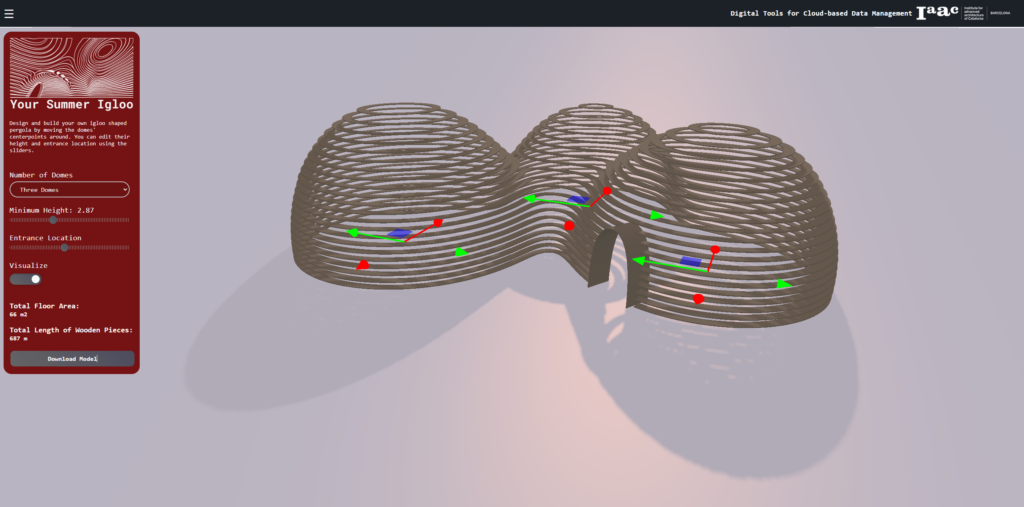 Digital Tools for Cloud-based Data Management
Iaac
Institute for
advanced
architecture
of Catalonia
BARCELONA
Your Summer Igloo
Design and build your own igloo shaped
pergola by moving the domes'
centerpoints around. You can edit their
height and entrance location using the
sliders.
Number of Domes
Three Domes
Minimum Height: 2.87
Entrance Location
Visualize
Total Floor Area:
66 m2
Total Length of Wooden Pieces:
687 m
Download Model